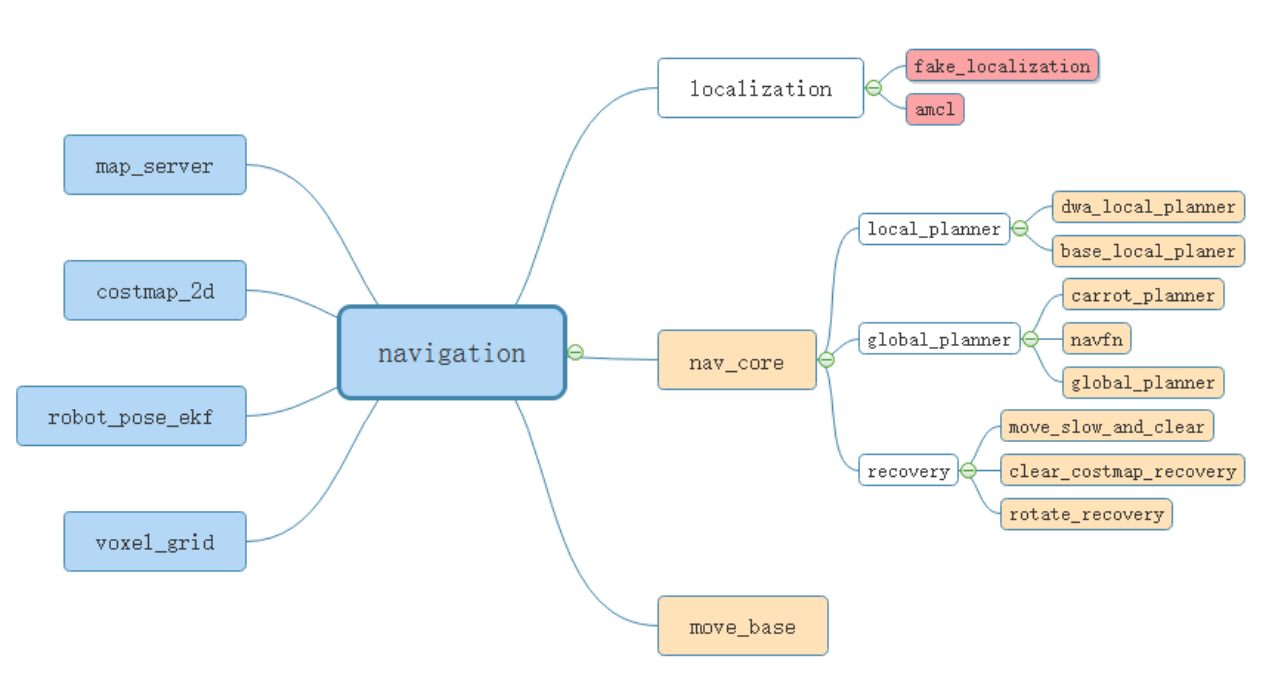 map_server
costmap_2d
robot_pose_ekf
voxel_grid
navigation
localization
fake_localization
amcl
nav_core
local_planner
dwa_local_planner
base_local_planer
global_planner
carrot_planner
navfn
global_planner
recovery
move_slow_and_clear
clear_costmap_recovery
rotate_recovery
move_base